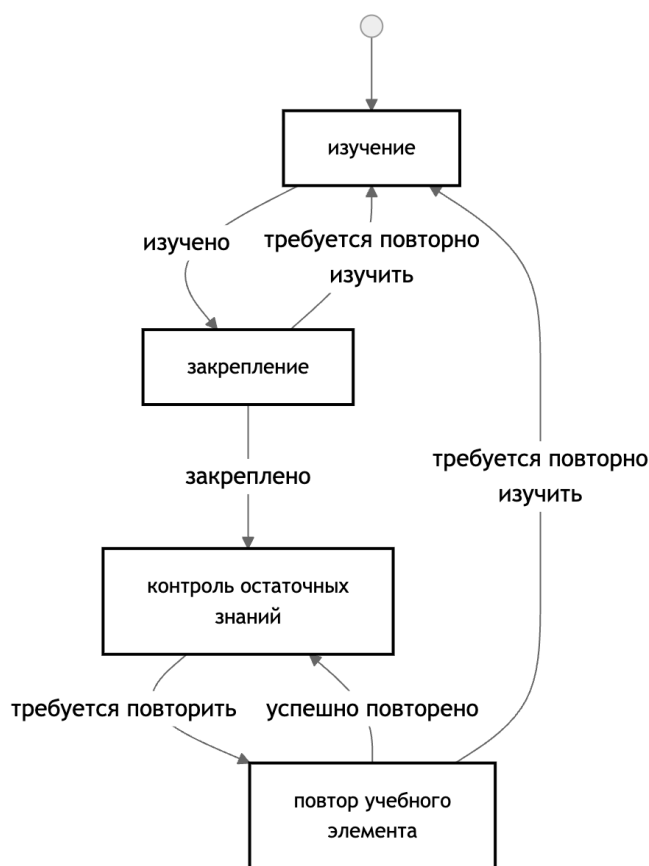 изучение
изучено
требуется повторно
изучить
закрепление
закреплено
требуется повторно
изучить
контроль остаточных
знаний
требуется повторить
успешно повторено
повтор учебного
элемента